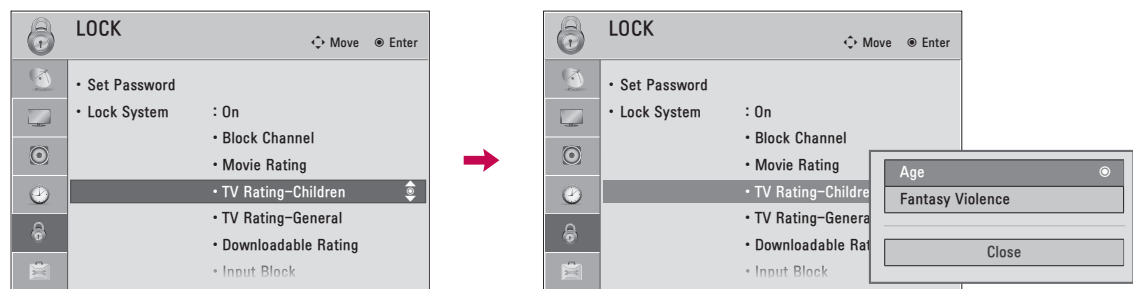 LOCK
Move Enter
• Set Password
• Lock System : On
• Block Channel
• Movie Rating
• TV Rating–Children
• TV Rating–General
• Downloadable Rating
• Input Block
LOCK
Move Enter
• Set Password
• Lock System : On
• Block Channel
• Movie Rating
• TV Rating–Childre
• TV Rating–Genera
• Downloadable Rat
• Input Block
Age
Fantasy Violence
Close